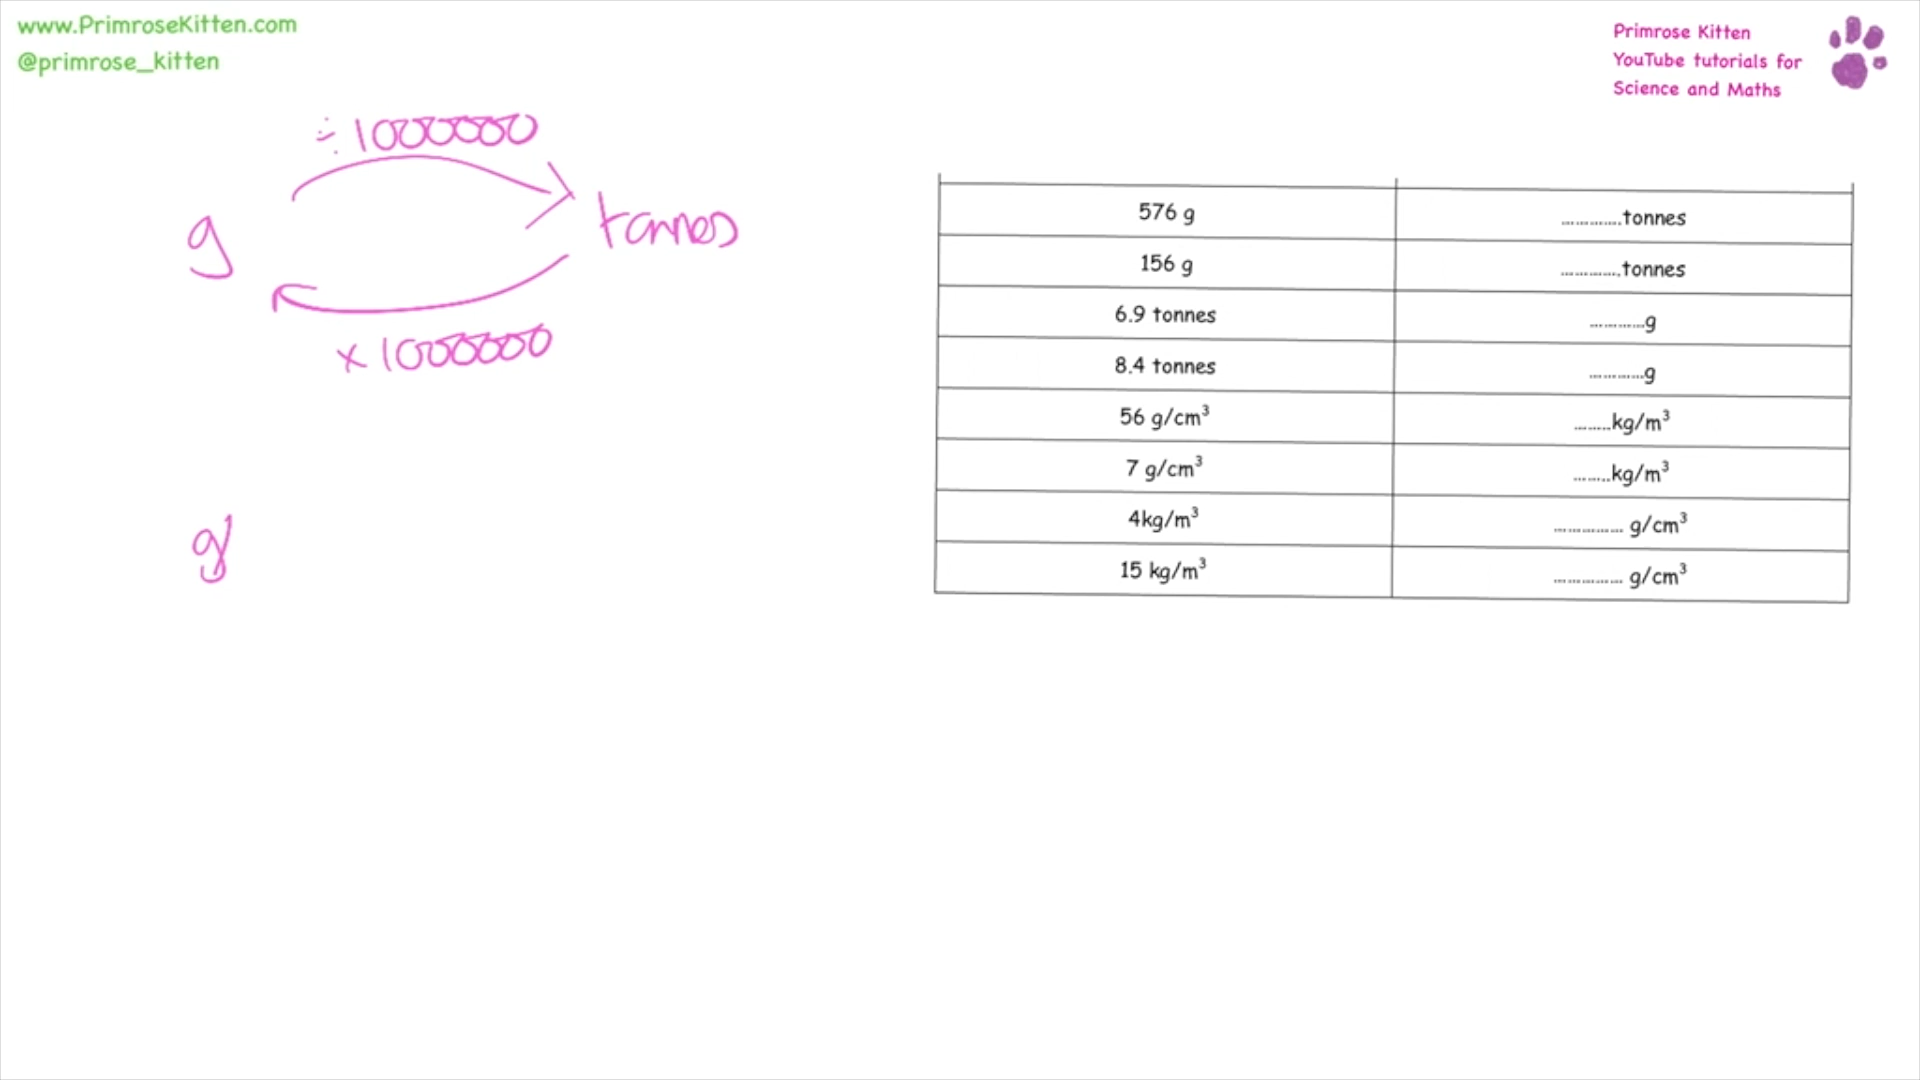 www.PrimroseKitten.com
@primrose_kitten
Primrose Kitten
YouTube tutorials for
Science and Maths
÷1000000
g
tonnes
×1000000
g/
576 g
.............tonnes
156 g
.............tonnes
6.9 tonnes
............g
8.4 tonnes
............g
56 g/cm³
........kg/m³
7 g/cm³
........kg/m³
4kg/m³
............... g/cm³
15 kg/m³
............... g/cm³